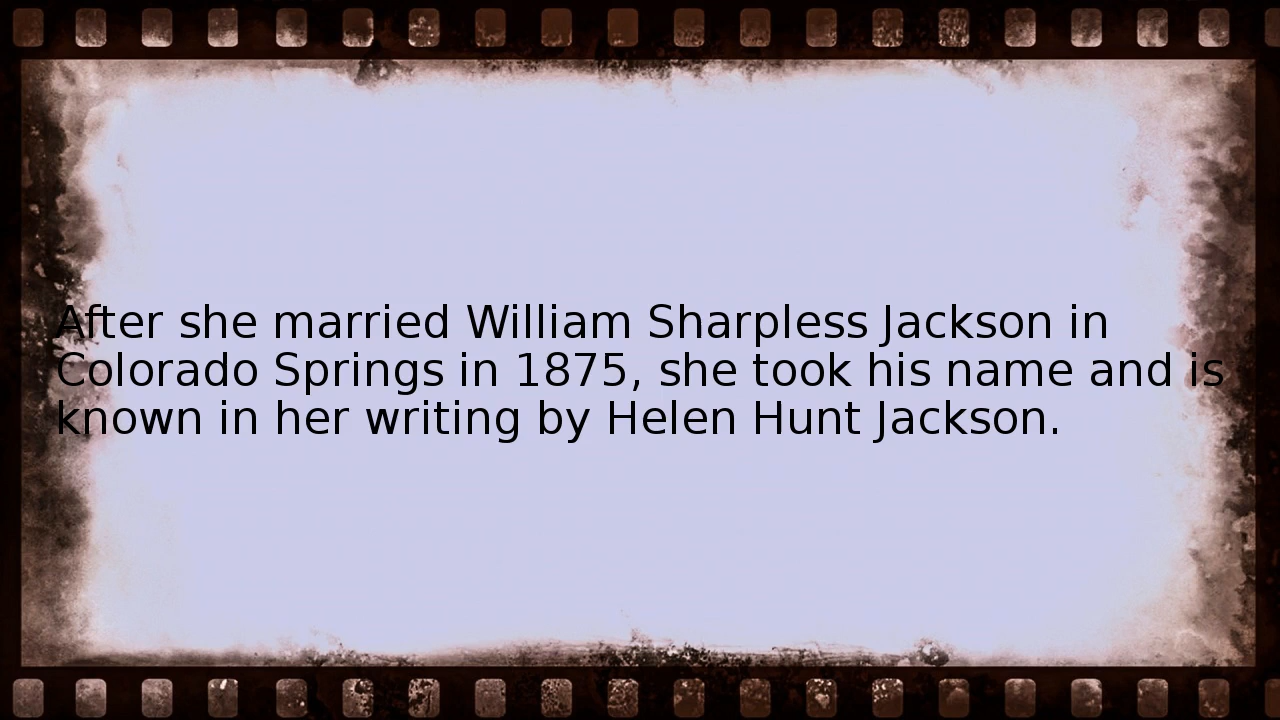 After she married William Sharpless Jackson in
Colorado Springs in 1875, she took his name and is
known in her writing by Helen Hunt Jackson.